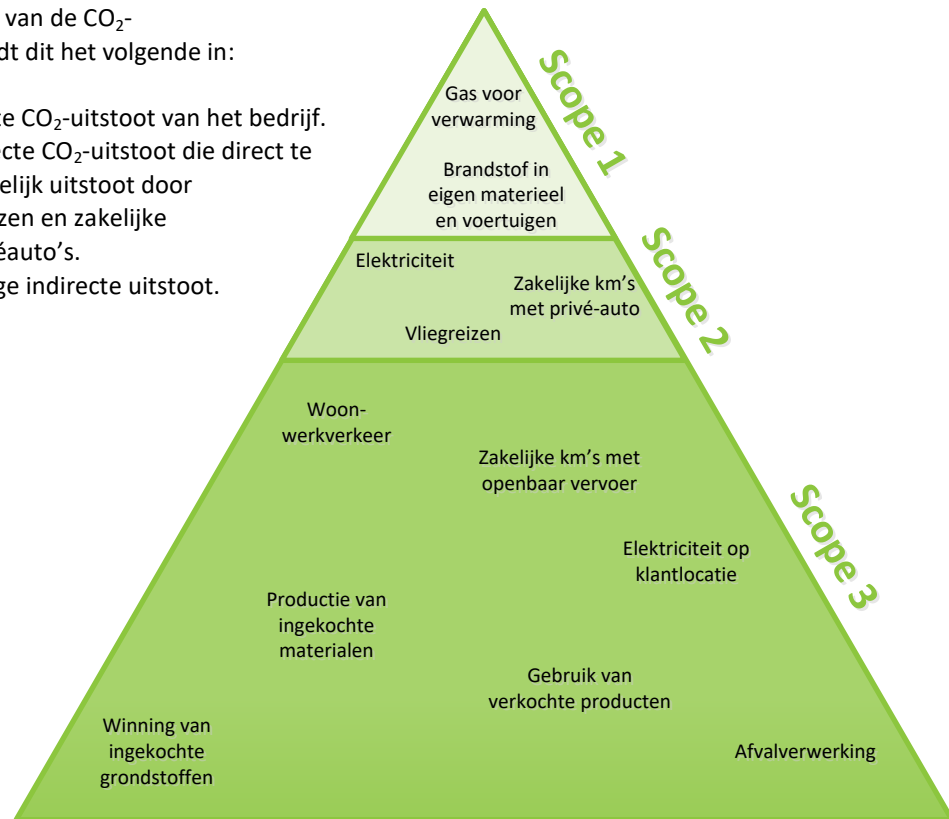 van de CO₂-
dt dit het volgende in:
te CO₂-uitstoot van het bedrijf.
ecte CO₂-uitstoot die direct te
elijk uitstoot door
zen en zakelijke
éauto's.
ge indirecte uitstoot.
Gas voor
verwarming
Brandstof in
eigen materieel
en voertuigen
Scope 1
Elektriciteit
Zakelijke km's
met privé-auto
Vliegreizen
Scope 2
Woon-
werkverkeer
Zakelijke km's met
openbaar vervoer
Elektriciteit op
klantlocatie
Productie van
ingekochte
materialen
Gebruik van
verkochte producten
Winning van
ingekochte
grondstoffen
Afvalverwerking
Scope 3